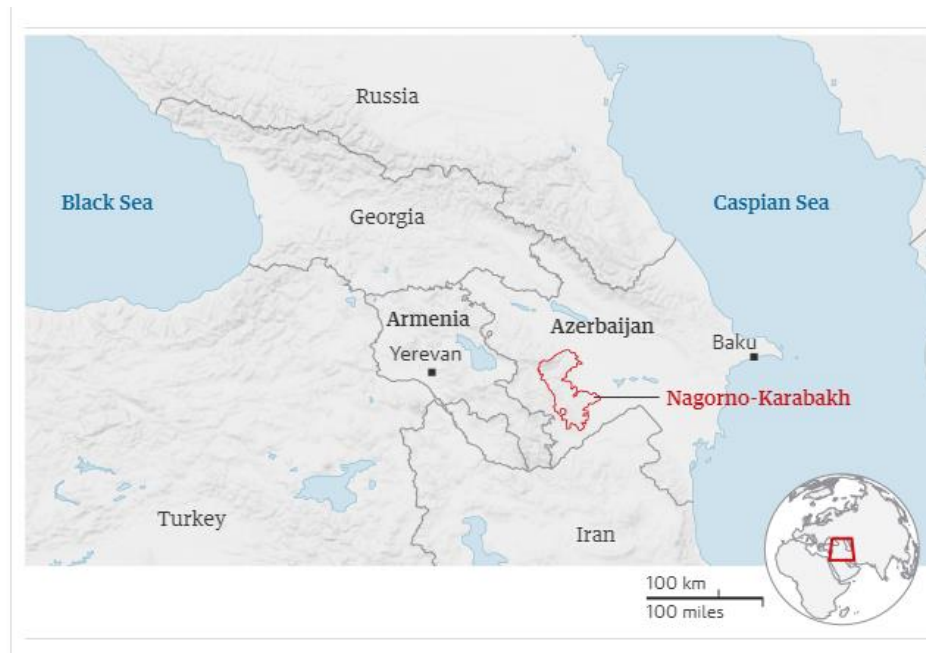 Russia
Black Sea
Caspian Sea
Georgia
Armenia
Azerbaijan
Baku
Yerevan
Nagorno-Karabakh
Turkey
Iran
100 km
100 miles